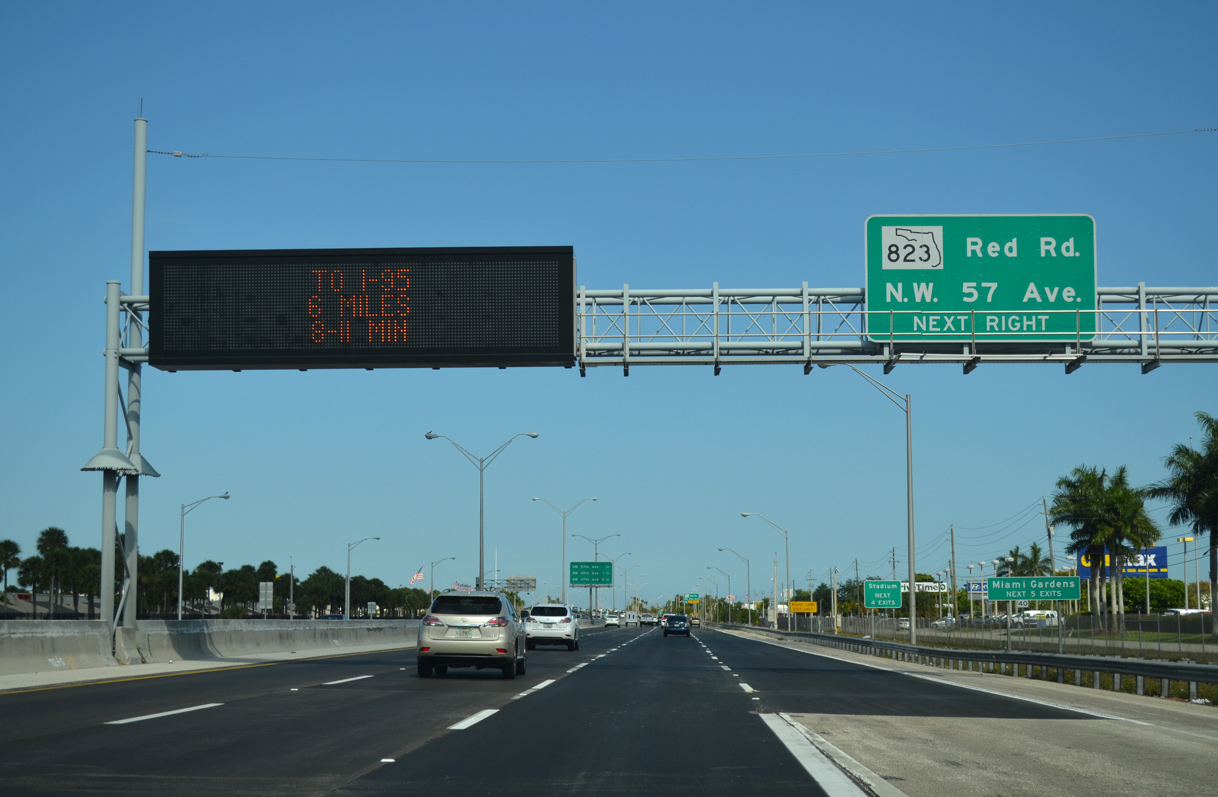 TO I-95
6 MILES
8-11 MIN
823
Red Rd.
N.W. 57 Ave.
NEXT RIGHT
Stadium
NEXT
4 EXITS
Miami Gardens
NEXT 5 EXITS